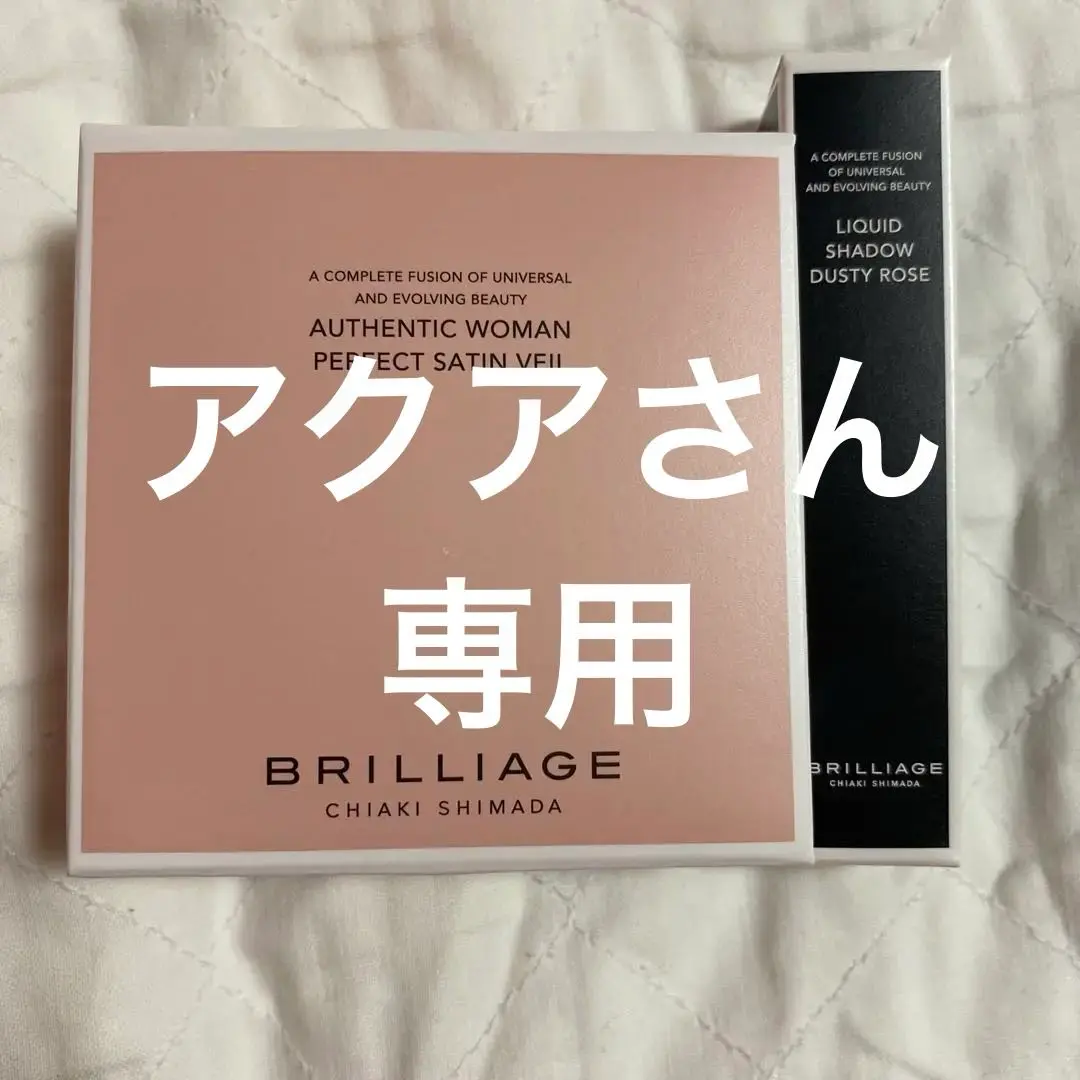 A COMPLETE FUSION OF UNIVERSAL
AND EVOLVING BEAUTY
AUTHENTIC WOMAN
PERFECT SATIN VEIL
アクアさん
専用
BRILLIAGE
CHIAKI SHIMADA
A COMPLETE FUSION
OF UNIVERSAL
AND EVOLVING BEAUTY
LIQUID
SHADOW
DUSTY ROSE
BRILLIAGE
CHIAKI SHIMADA